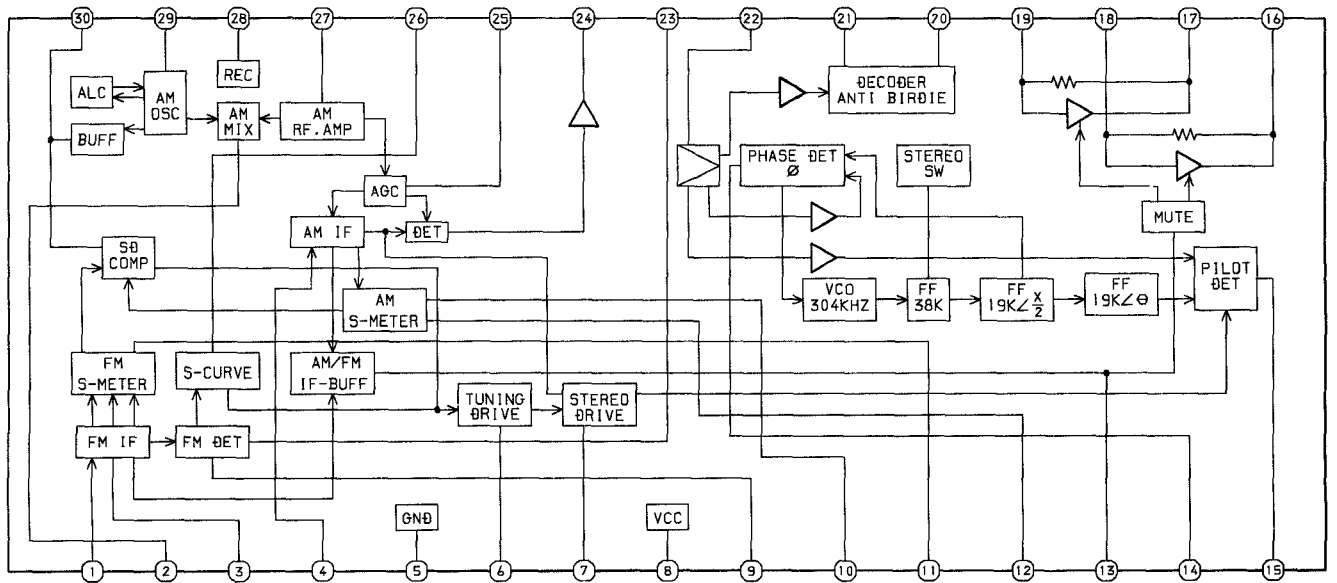 30 29 28 27 26 25 24 23 22 21 20 19 18 17 16
REC
ALC
AM
OSC
BUFF
AM
MIX
AM
RF.AMP
DECODER
ANTI BIRDIE
PHASE DET
Ø
STEREO
SW
AGC
AM IF
DET
MUTE
SD
COMP
PILOT
DET
VCO
304KHZ
FF
38K
FF
19K∠X/2
FF
19K∠Θ
AM
S-METER
FM
S-METER
S-CURVE
AM/FM
IF-BUFF
TUNING
DRIVE
STEREO
DRIVE
FM IF
FM DET
GND
VCC
1 2 3 4 5 6 7 8 9 10 11 12 13 14 15